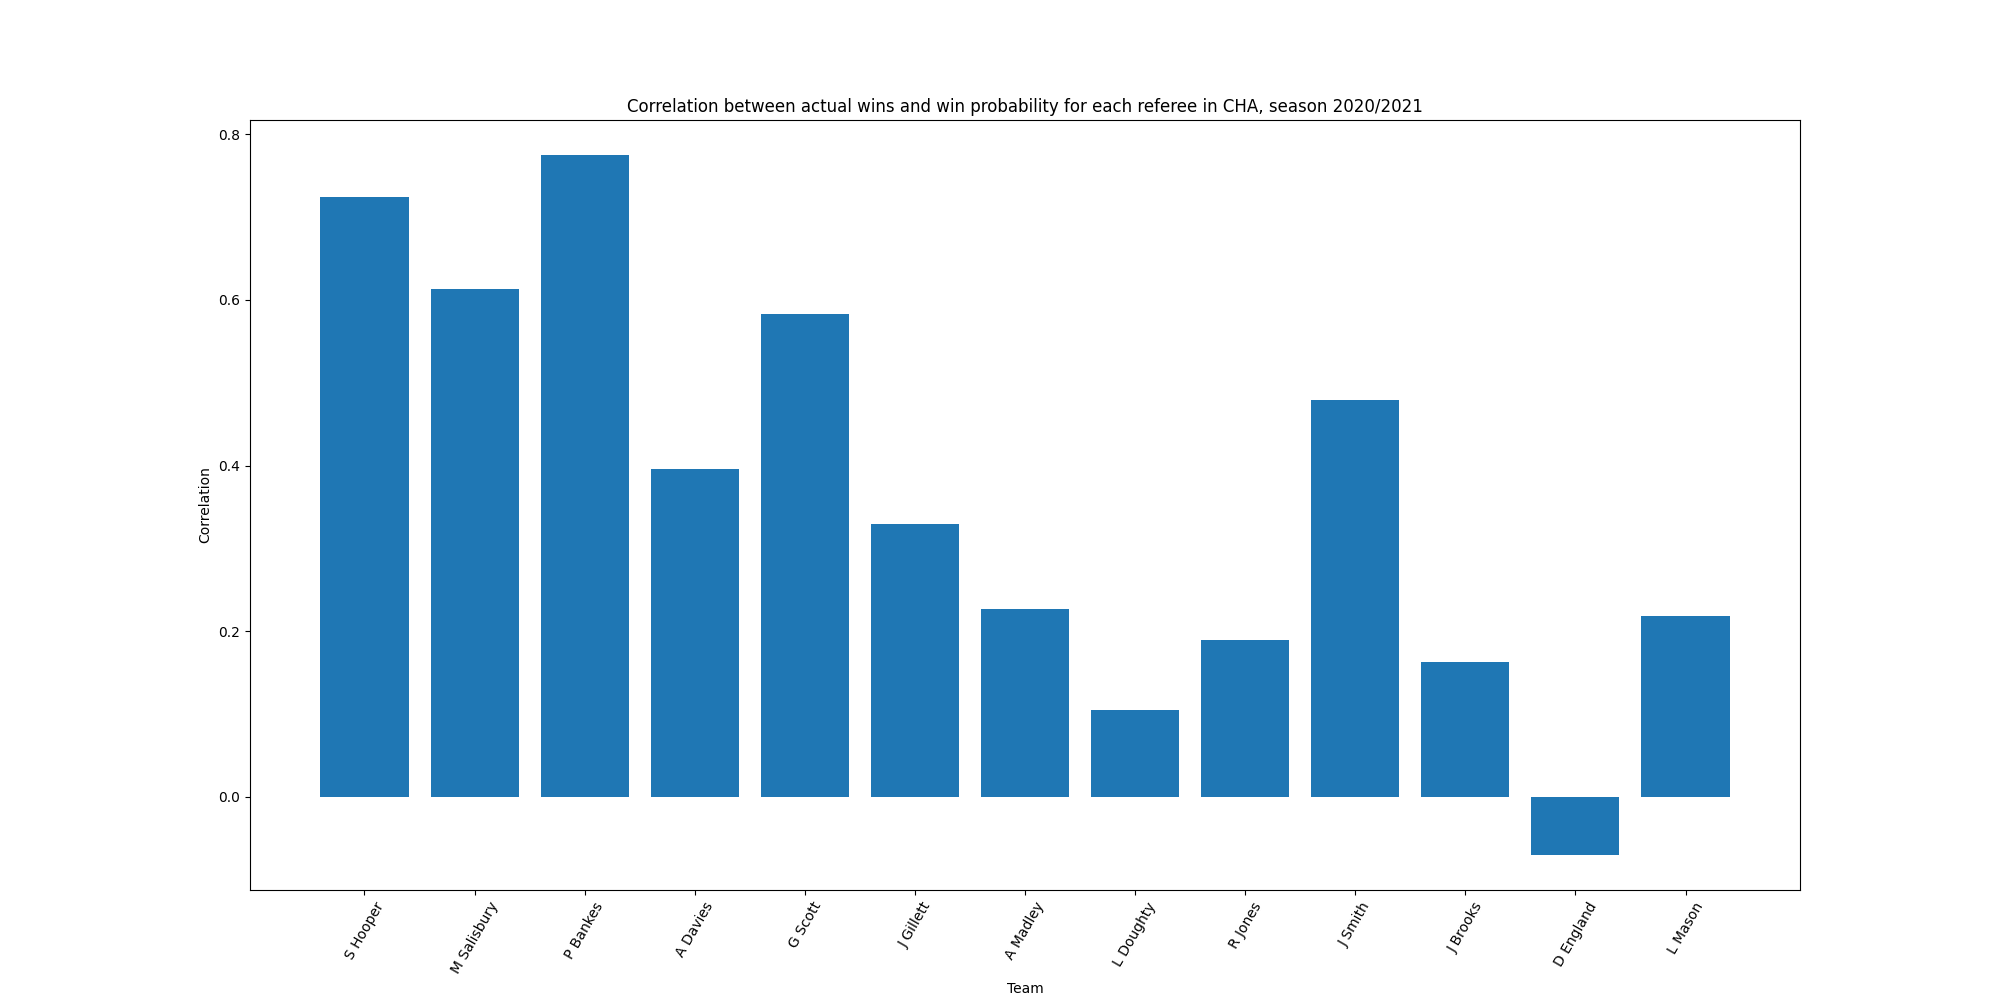 Correlation between actual wins and win probability for each referee in CHA, season 2020/2021
0.8
0.6
0.4
0.2
0.0
Correlation
S Hooper
M Salisbury
P Bankes
A Davies
G Scott
J Gillett
A Madley
L Doughty
R Jones
J Smith
J Brooks
D England
L Mason
Team